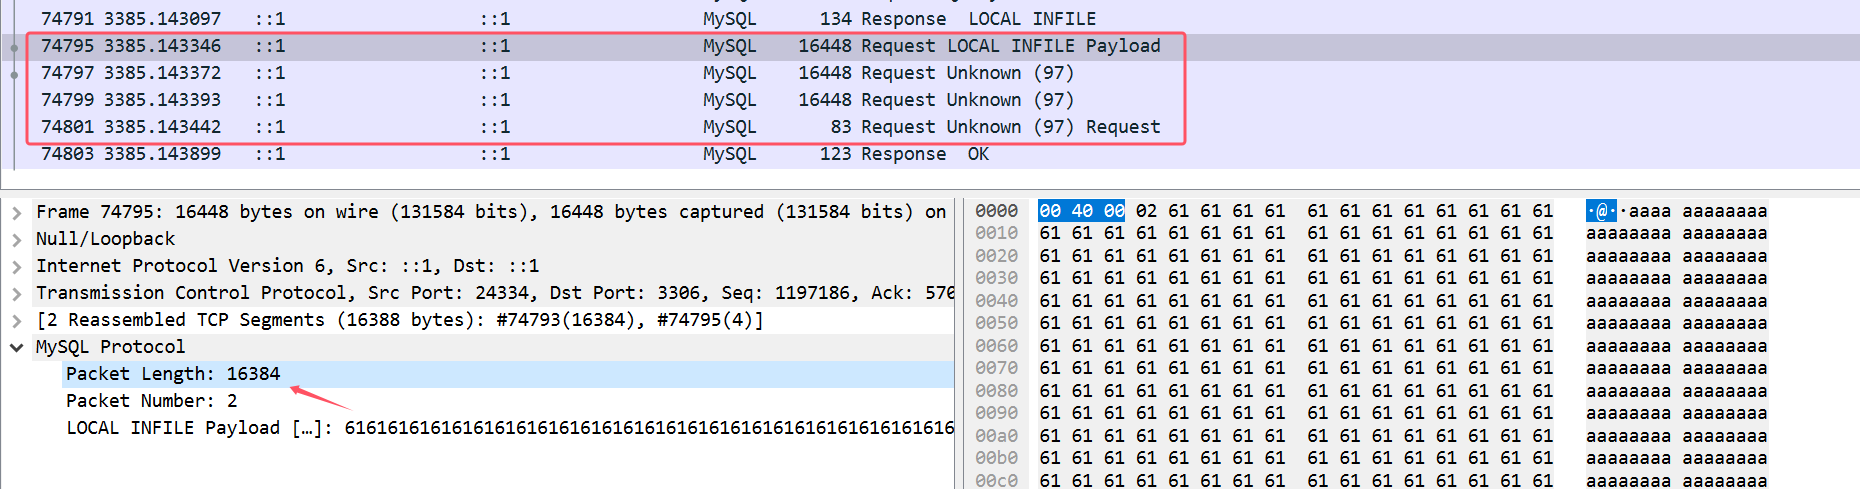 74791 3385.143097 ::1 ::1 MySQL 134 Response LOCAL INFILE
74795 3385.143346 ::1 ::1 MySQL 16448 Request LOCAL INFILE Payload
74797 3385.143372 ::1 ::1 MySQL 16448 Request Unknown (97)
74799 3385.143393 ::1 ::1 MySQL 16448 Request Unknown (97)
74801 3385.143442 ::1 ::1 MySQL 83 Request Unknown (97) Request
74803 3385.143899 ::1 ::1 MySQL 123 Response OK
Frame 74795: 16448 bytes on wire (131584 bits), 16448 bytes captured (131584 bits) on
Null/Loopback
Internet Protocol Version 6, Src: ::1, Dst: ::1
Transmission Control Protocol, Src Port: 24334, Dst Port: 3306, Seq: 1197186, Ack: 570
[2 Reassembled TCP Segments (16388 bytes): #74793(16384), #74795(4)]
MySQL Protocol
Packet Length: 16384
Packet Number: 2
LOCAL INFILE Payload […]: 616161616161616161616161616161616161616161616161616161616
0000 00 40 00 02 61 61 61 61 61 61 61 61 61 61 61 61 ·@··aaaa aaaaaaaa
0010 61 61 61 61 61 61 61 61 61 61 61 61 61 61 61 61 aaaaaaaa aaaaaaaa
0020 61 61 61 61 61 61 61 61 61 61 61 61 61 61 61 61 aaaaaaaa aaaaaaaa
0030 61 61 61 61 61 61 61 61 61 61 61 61 61 61 61 61 aaaaaaaa aaaaaaaa
0040 61 61 61 61 61 61 61 61 61 61 61 61 61 61 61 61 aaaaaaaa aaaaaaaa
0050 61 61 61 61 61 61 61 61 61 61 61 61 61 61 61 61 aaaaaaaa aaaaaaaa
0060 61 61 61 61 61 61 61 61 61 61 61 61 61 61 61 61 aaaaaaaa aaaaaaaa
0070 61 61 61 61 61 61 61 61 61 61 61 61 61 61 61 61 aaaaaaaa aaaaaaaa
0080 61 61 61 61 61 61 61 61 61 61 61 61 61 61 61 61 aaaaaaaa aaaaaaaa
0090 61 61 61 61 61 61 61 61 61 61 61 61 61 61 61 61 aaaaaaaa aaaaaaaa
00a0 61 61 61 61 61 61 61 61 61 61 61 61 61 61 61 61 aaaaaaaa aaaaaaaa
00b0 61 61 61 61 61 61 61 61 61 61 61 61 61 61 61 61 aaaaaaaa aaaaaaaa
00c0 61 61 61 61 61 61 61 61 61 61 61 61 61 61 61 61 aaaaaaaa aaaaaaaa